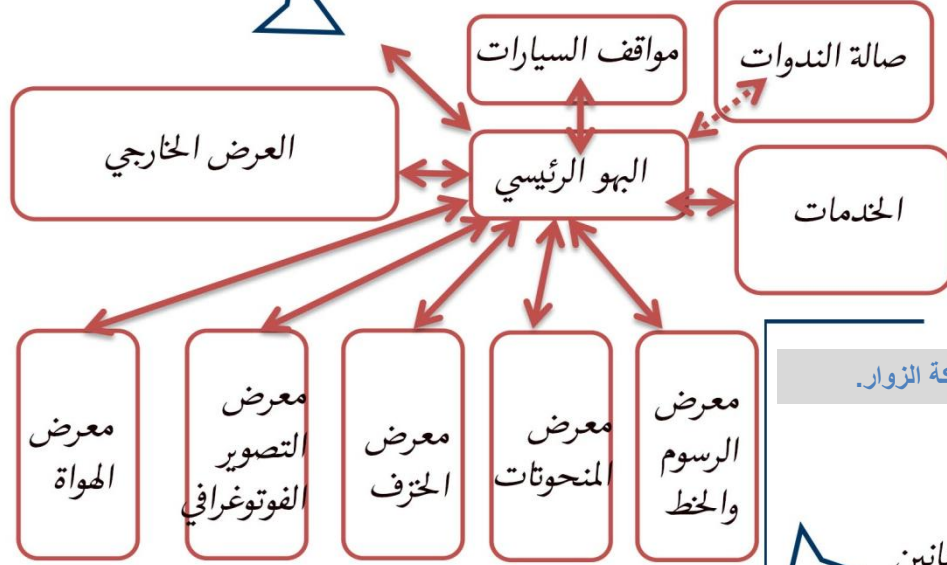 صالة الندوات
مواقف السيارات
العرض الخارجي
البهو الرئيسي
الخدمات
معرض
الرسوم
والخط
معرض
المنحوتات
معرض
الخزف
معرض
التصوير
الفوتوغرافي
معرض
الهواة
الزوار.